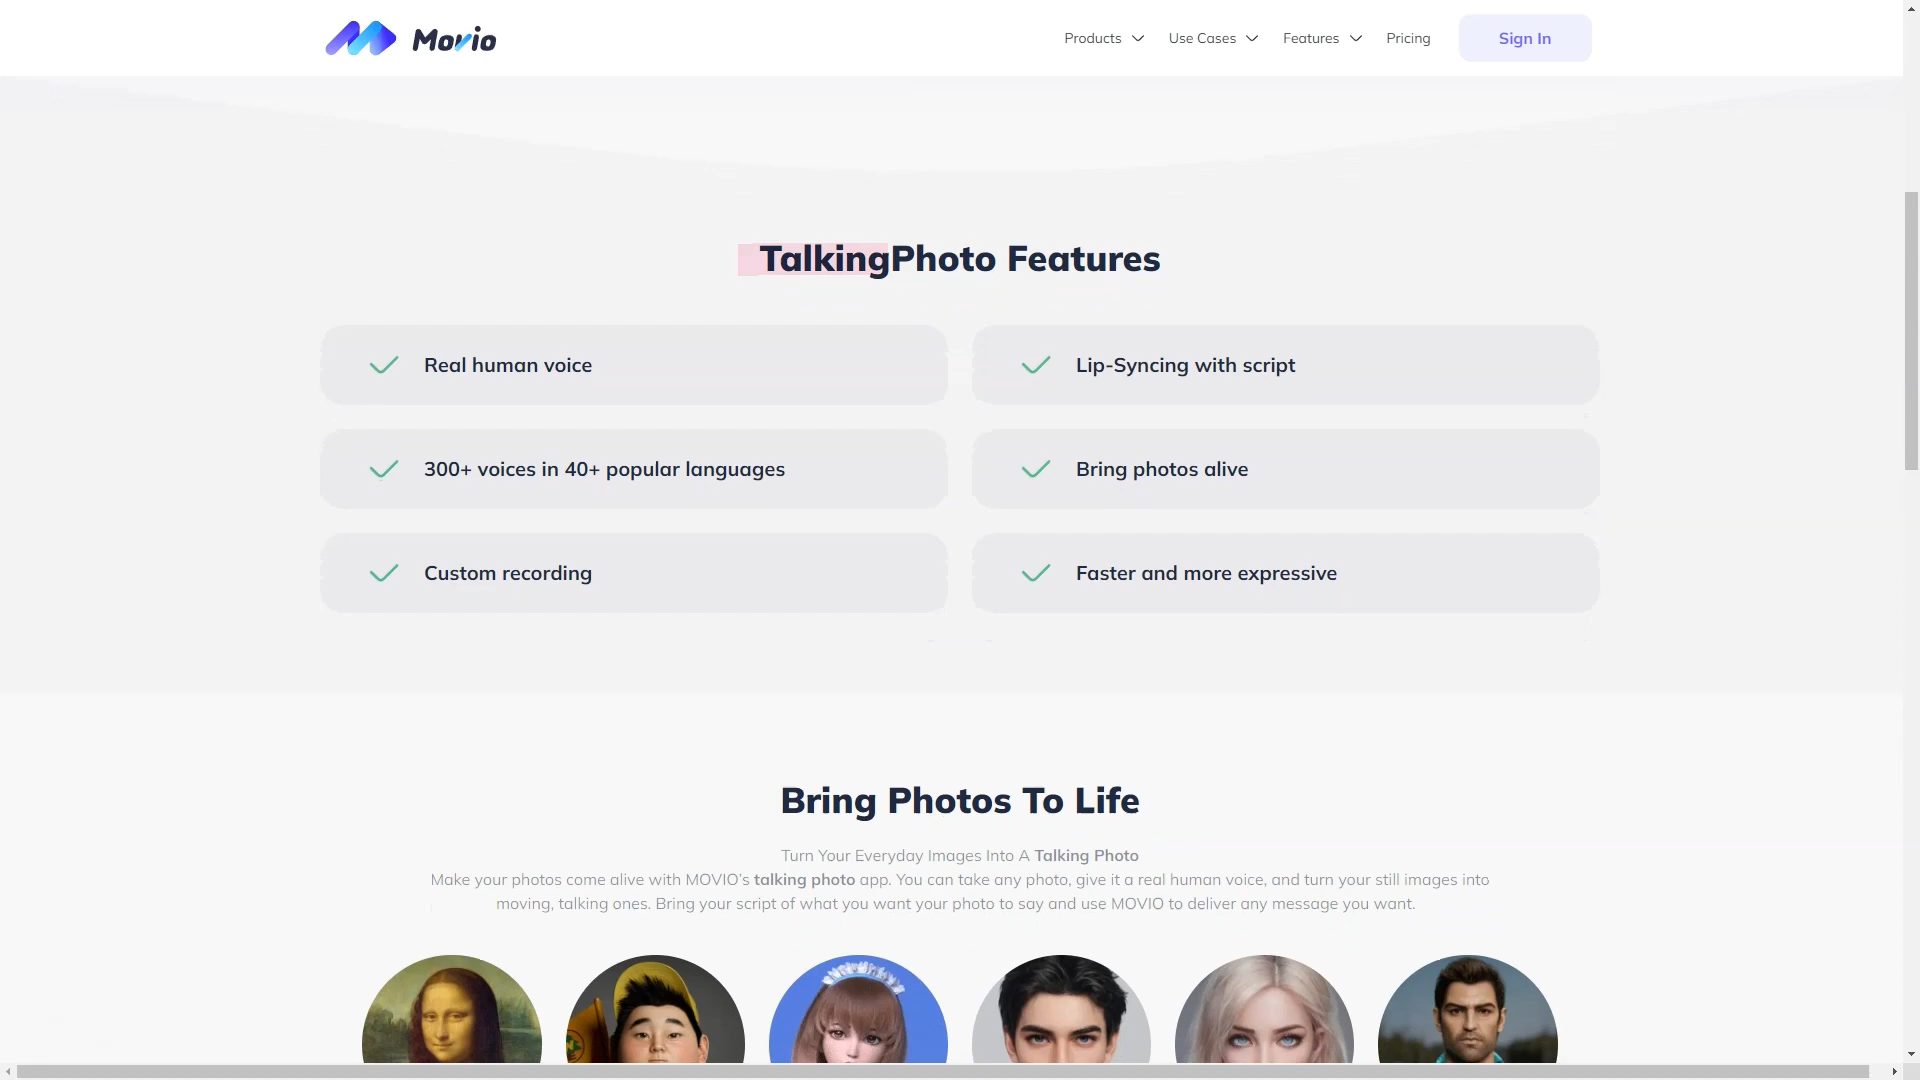 Movio
Products
Use Cases
Features
Pricing
Sign In
TalkingPhoto Features
Real human voice
Lip-Syncing with script
300+ voices in 40+ popular languages
Bring photos alive
Custom recording
Faster and more expressive
Bring Photos To Life
Turn Your Everyday Images Into A Talking Photo
Make your photos come alive with MOVIO’s talking photo app. You can take any photo, give it a real human voice, and turn your still images into
moving, talking ones. Bring your script of what you want your photo to say and use MOVIO to deliver any message you want.